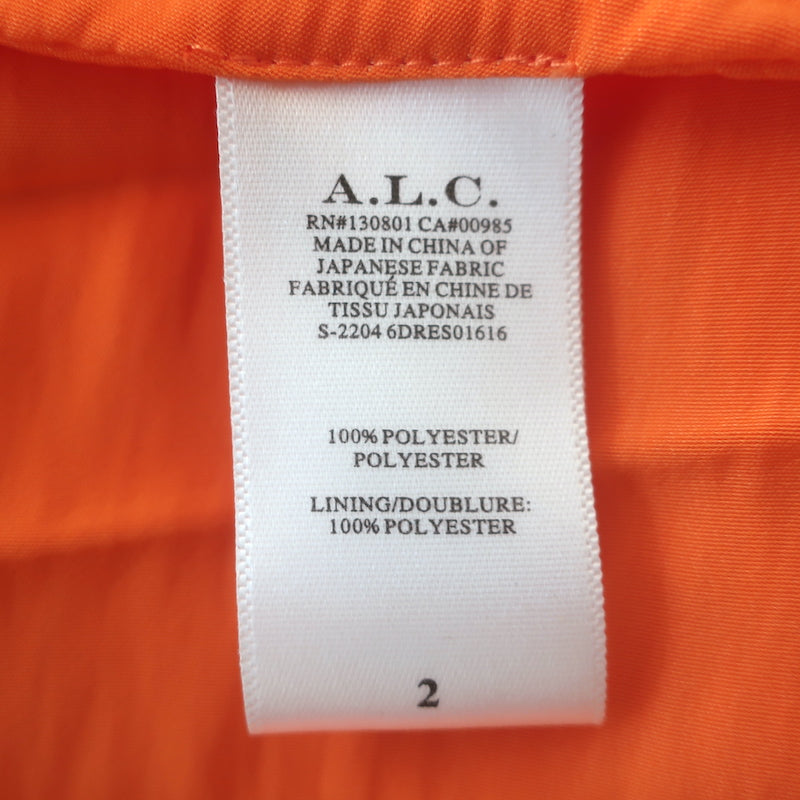 A.L.C.
RN#130801 CA#00985
MADE IN CHINA OF
JAPANESE FABRIC
FABRIQUÉ EN CHINE DE
TISSU JAPONAIS
S-2204 6DRES01616
100% POLYESTER/
POLYESTER
LINING/DOUBLURE:
100% POLYESTER
2